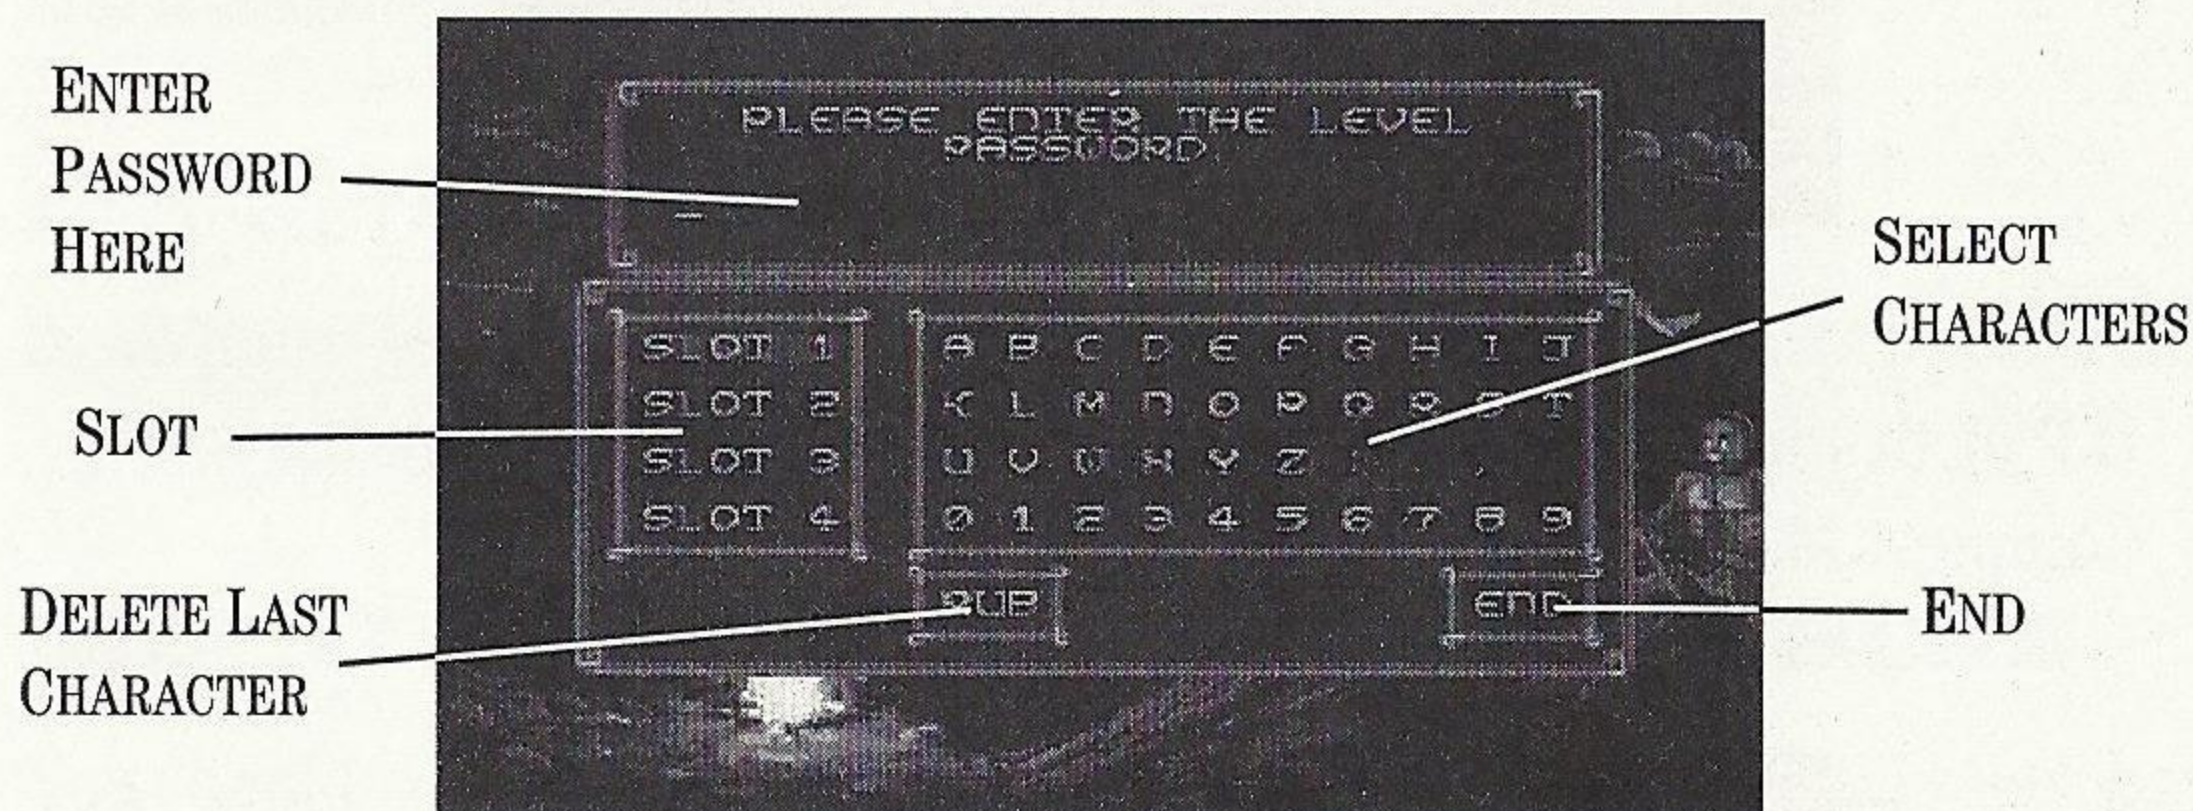 ENTER
PASSWORD
HERE
SLOT
DELETE LAST
CHARACTER
PLEASE ENTER THE LEVEL
PASSWORD
_
SLOT 1
SLOT 2
SLOT 3
SLOT 4
A B C D E F G H I J
K L M N O P Q R S T
U V W X Y Z
0 1 2 3 4 5 6 7 8 9
RUB
END
SELECT
CHARACTERS
END